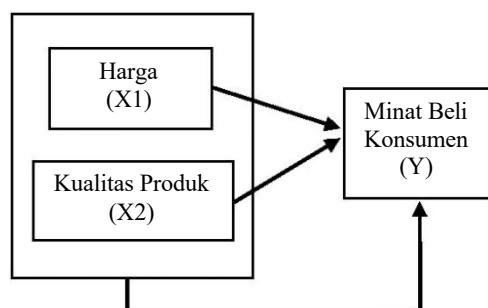 Harga
(X1)
Kualitas Produk
(X2)
Minat Beli
Konsumen
(Y)